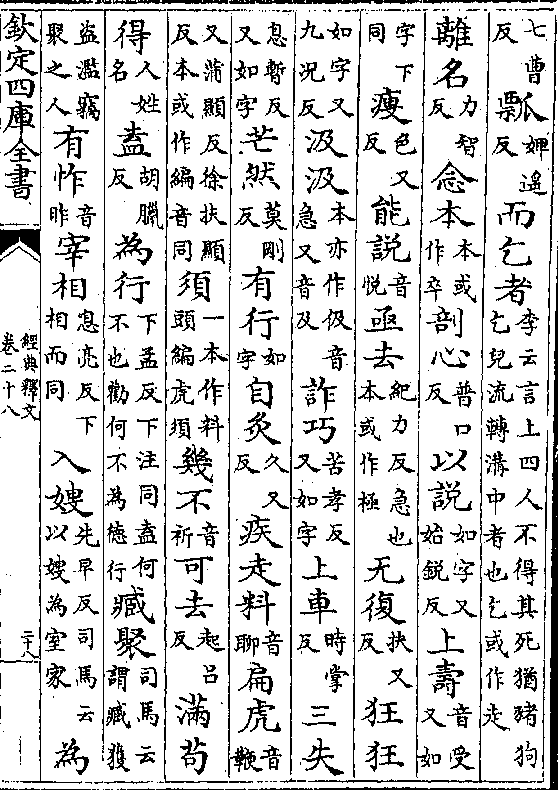 七曹反瓢婢遥反而乞者李云言上四人不得其死猶豬狗乞兒流轉溝中者也乞或作走
離名力智反念本本或作卒剖心普口反以説如字又始鋭反上壽音受又如
字下同瘦色又反能説音悦亟去紀力反急也本或作極无復扶又反狂狂
如字又九况反汲汲本亦作伋音急又音及詐巧苦孝反又如字上車時掌反三失
息暫反又如字芒然莫剛反有行如字自灸久又反疾走料音聊扁虎音鞭
又蒲顯反徐扶顯反本或作編音同須一本作料頭編虎須幾不音祈可去起吕反滿茍
得人姓名盍胡臘反為行下孟反下注同盍何不也勸何不為德行臧聚司馬云謂臧獲
盗濫竊聚之人有怍音昨宰相息亮反下相而同入嫂先早反司馬云以嫂為室家為
欽定四庫全書
經典釋文
卷二十八